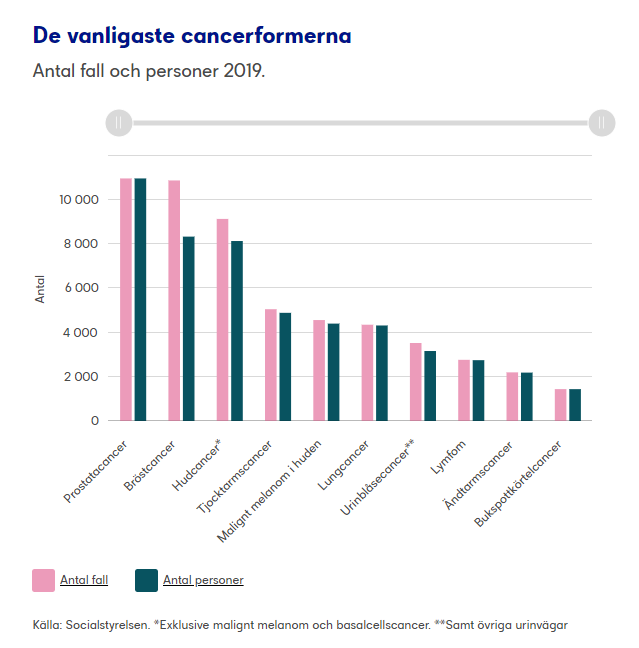 De vanligaste cancerformerna
Antal fall och personer 2019.
10 000
8 000
6 000
4 000
2 000
0
Antal
Prostatacancer
Bröstcancer
Hudcancer*
Tjocktarmscancer
Malignt melanom i huden
Lungcancer
Urinblåsecancer**
Lymfom
Ändtarmscancer
Bukspottkörtelcancer
Antal fall
Antal personer
Källa: Socialstyrelsen. *Exklusive malignt melanom och basalcellscancer. **Samt övriga urinvägar